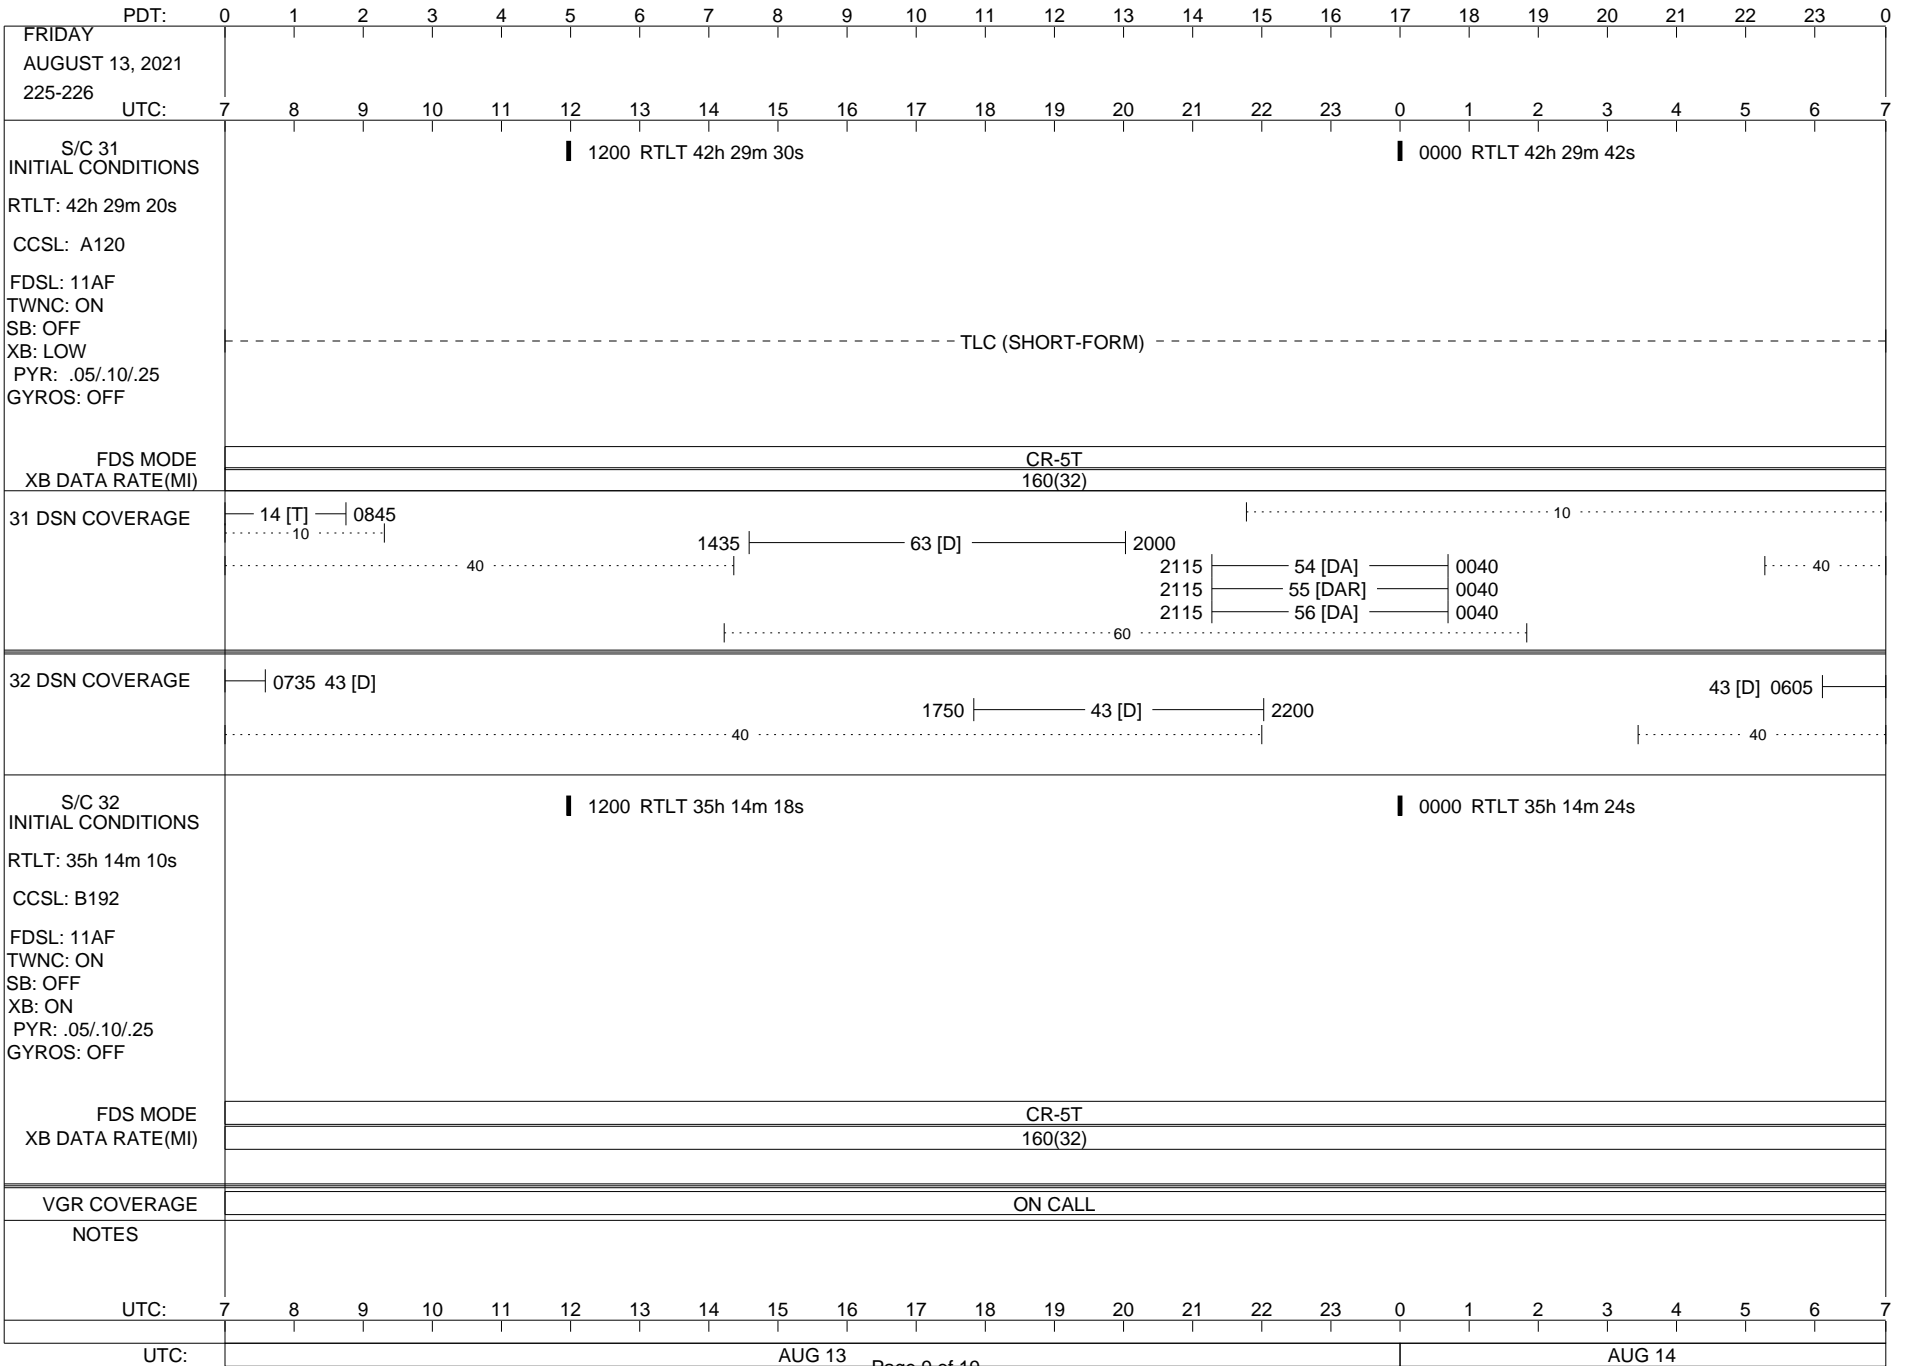 PDT: 0 1 2 3 4 5 6 7 8 9 10 11 12 13 14 15 16 17 18 19 20 21 22 23 0
FRIDAY
AUGUST 13, 2021
225-226
UTC: 7 8 9 10 11 12 13 14 15 16 17 18 19 20 21 22 23 0 1 2 3 4 5 6 7
S/C 31
INITIAL CONDITIONS
1200 RTLT 42h 29m 30s
0000 RTLT 42h 29m 42s
RTLT: 42h 29m 20s
CCSL: A120
FDSL: 11AF
TWNC: ON
SB: OFF
XB: LOW
PYR: .05/.10/.25
GYROS: OFF
TLC (SHORT-FORM)
FDS MODE CR-5T
XB DATA RATE(MI) 160(32)
31 DSN COVERAGE
14 [T] 0845
10
10
1435 63 [D] 2000
40
2115 54 [DA] 0040
40
2115 55 [DAR] 0040
2115 56 [DA] 0040
60
32 DSN COVERAGE
0735 43 [D]
43 [D] 0605
1750 43 [D] 2200
40
40
S/C 32
INITIAL CONDITIONS
1200 RTLT 35h 14m 18s
0000 RTLT 35h 14m 24s
RTLT: 35h 14m 10s
CCSL: B192
FDSL: 11AF
TWNC: ON
SB: OFF
XB: ON
PYR: .05/.10/.25
GYROS: OFF
FDS MODE CR-5T
XB DATA RATE(MI) 160(32)
VGR COVERAGE ON CALL
NOTES
UTC: 7 8 9 10 11 12 13 14 15 16 17 18 19 20 21 22 23 0 1 2 3 4 5 6 7
UTC: AUG 13 AUG 14